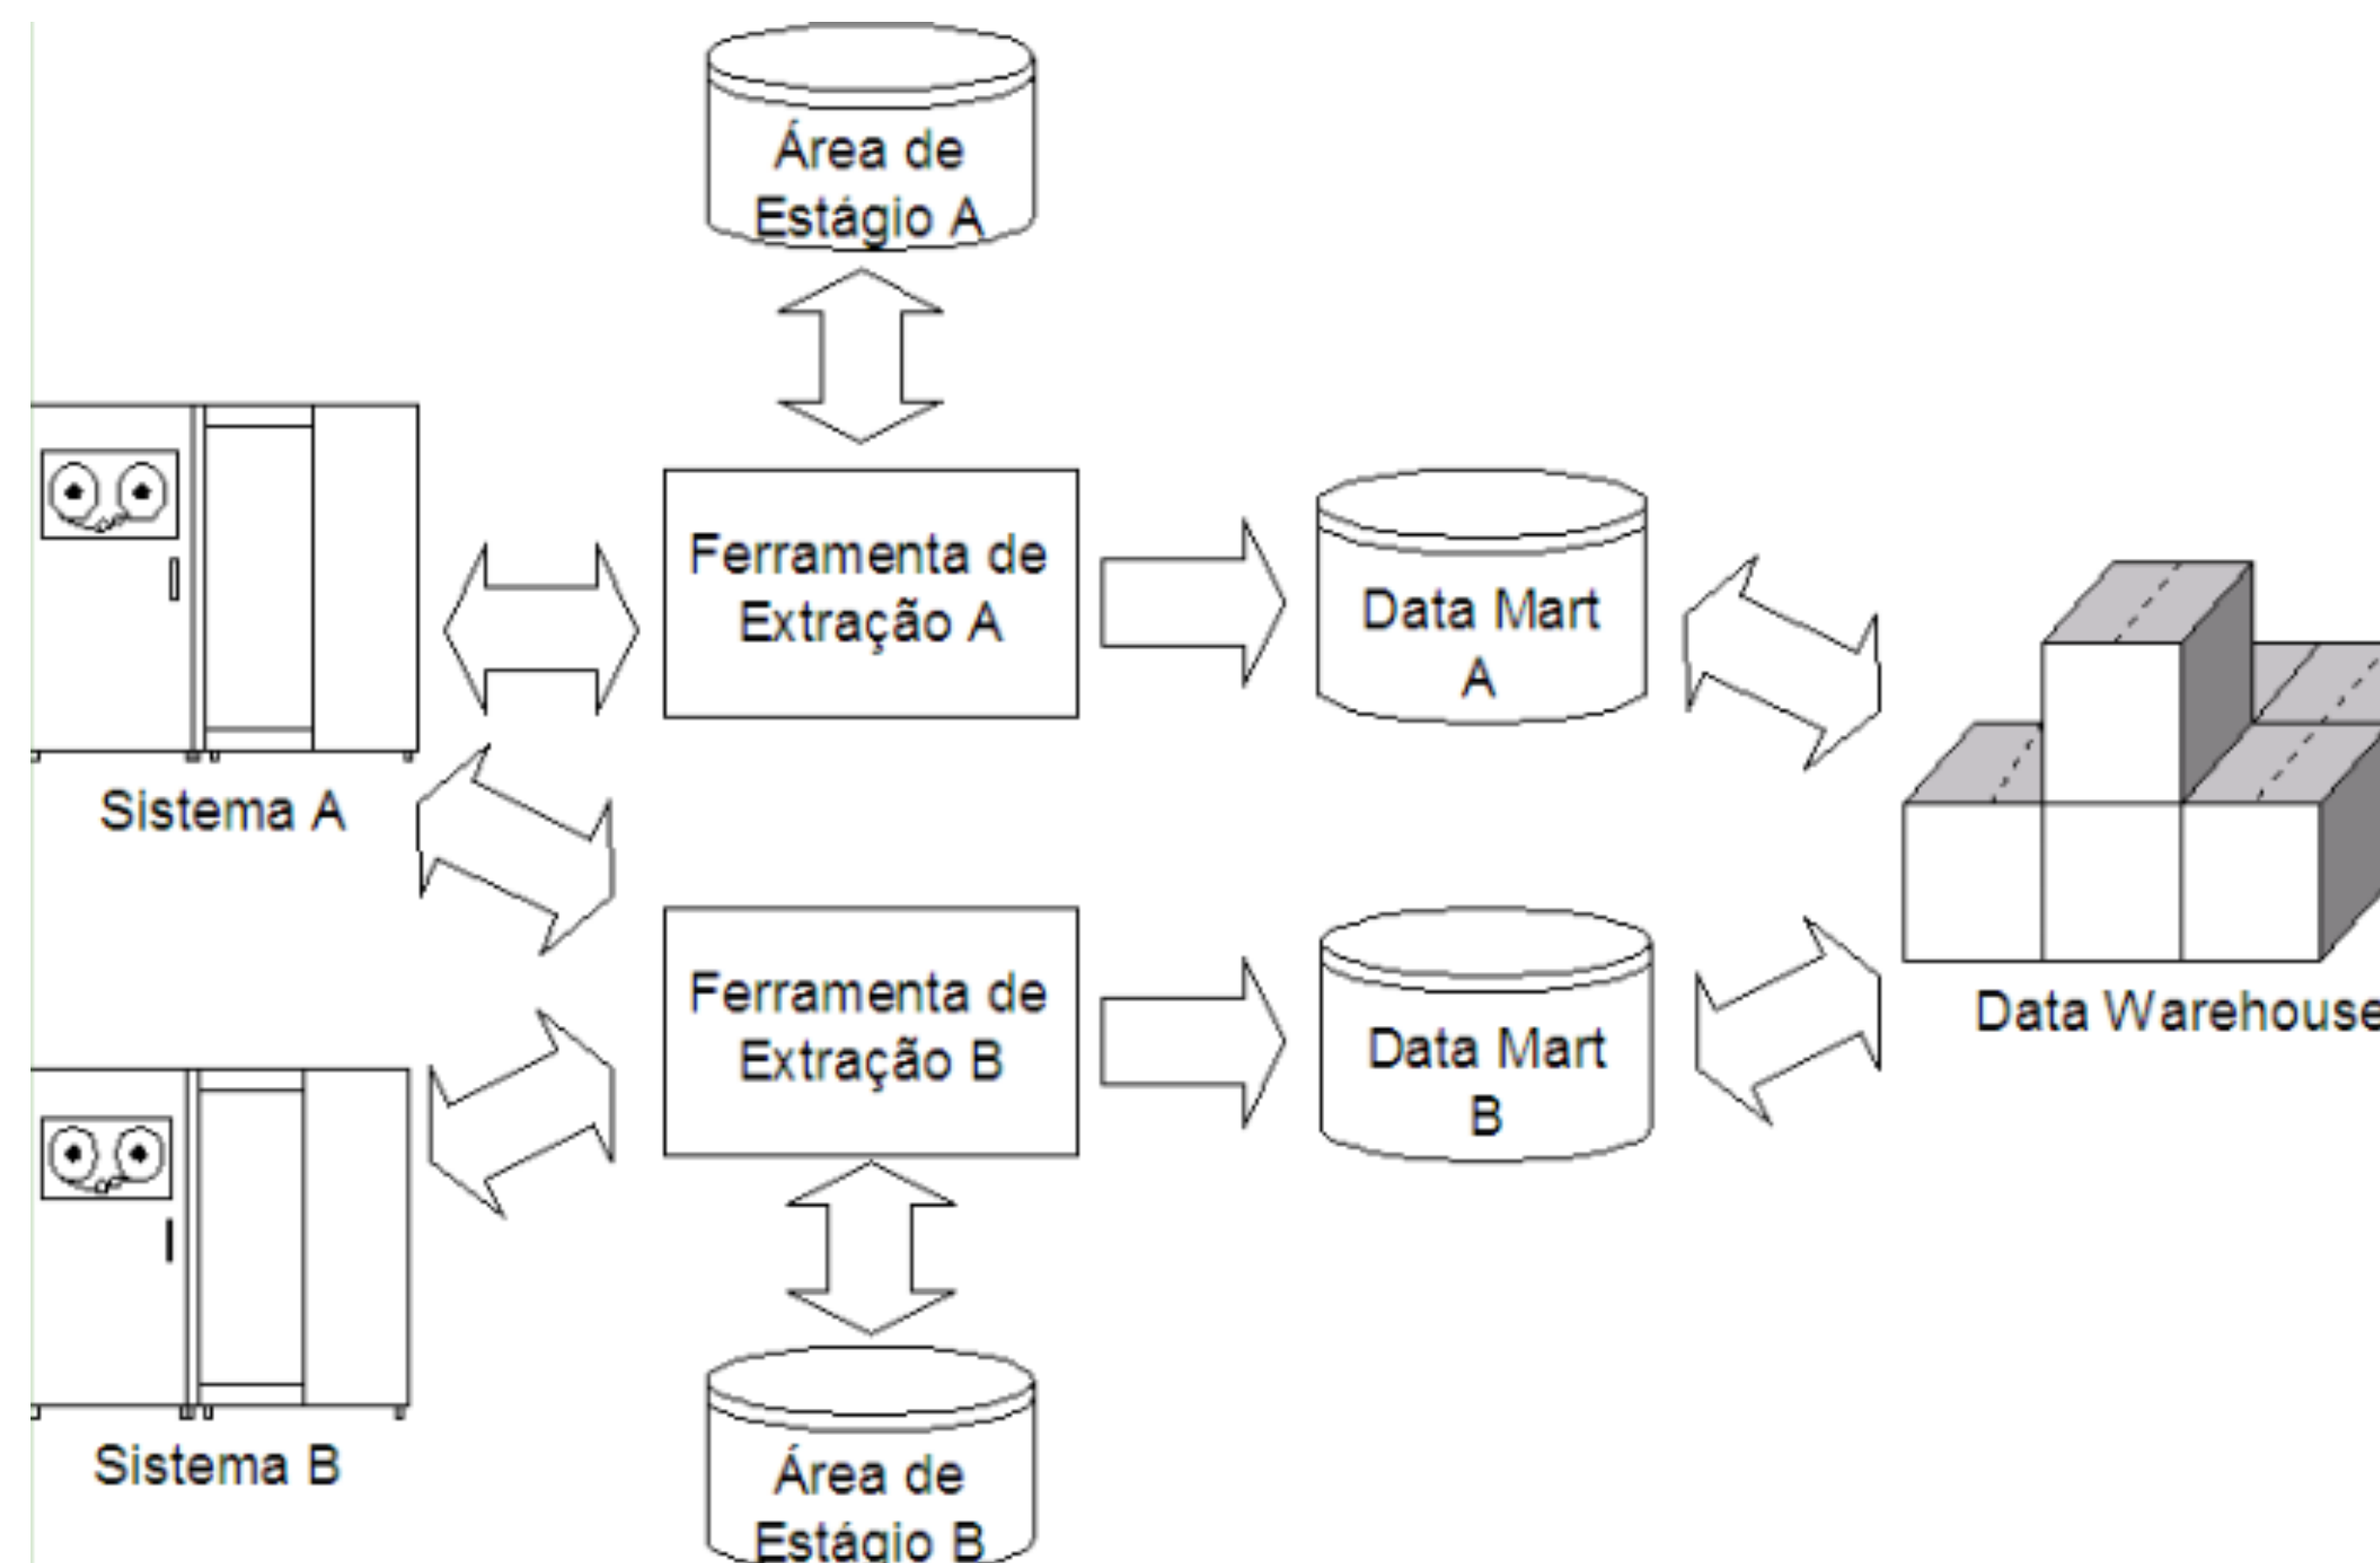 Área de
Estágio A
Ferramenta de
Extração A
Data Mart
A
Sistema A
Ferramenta de
Extração B
Data Mart
B
Data Warehouse
Sistema B
Área de
Estágio B